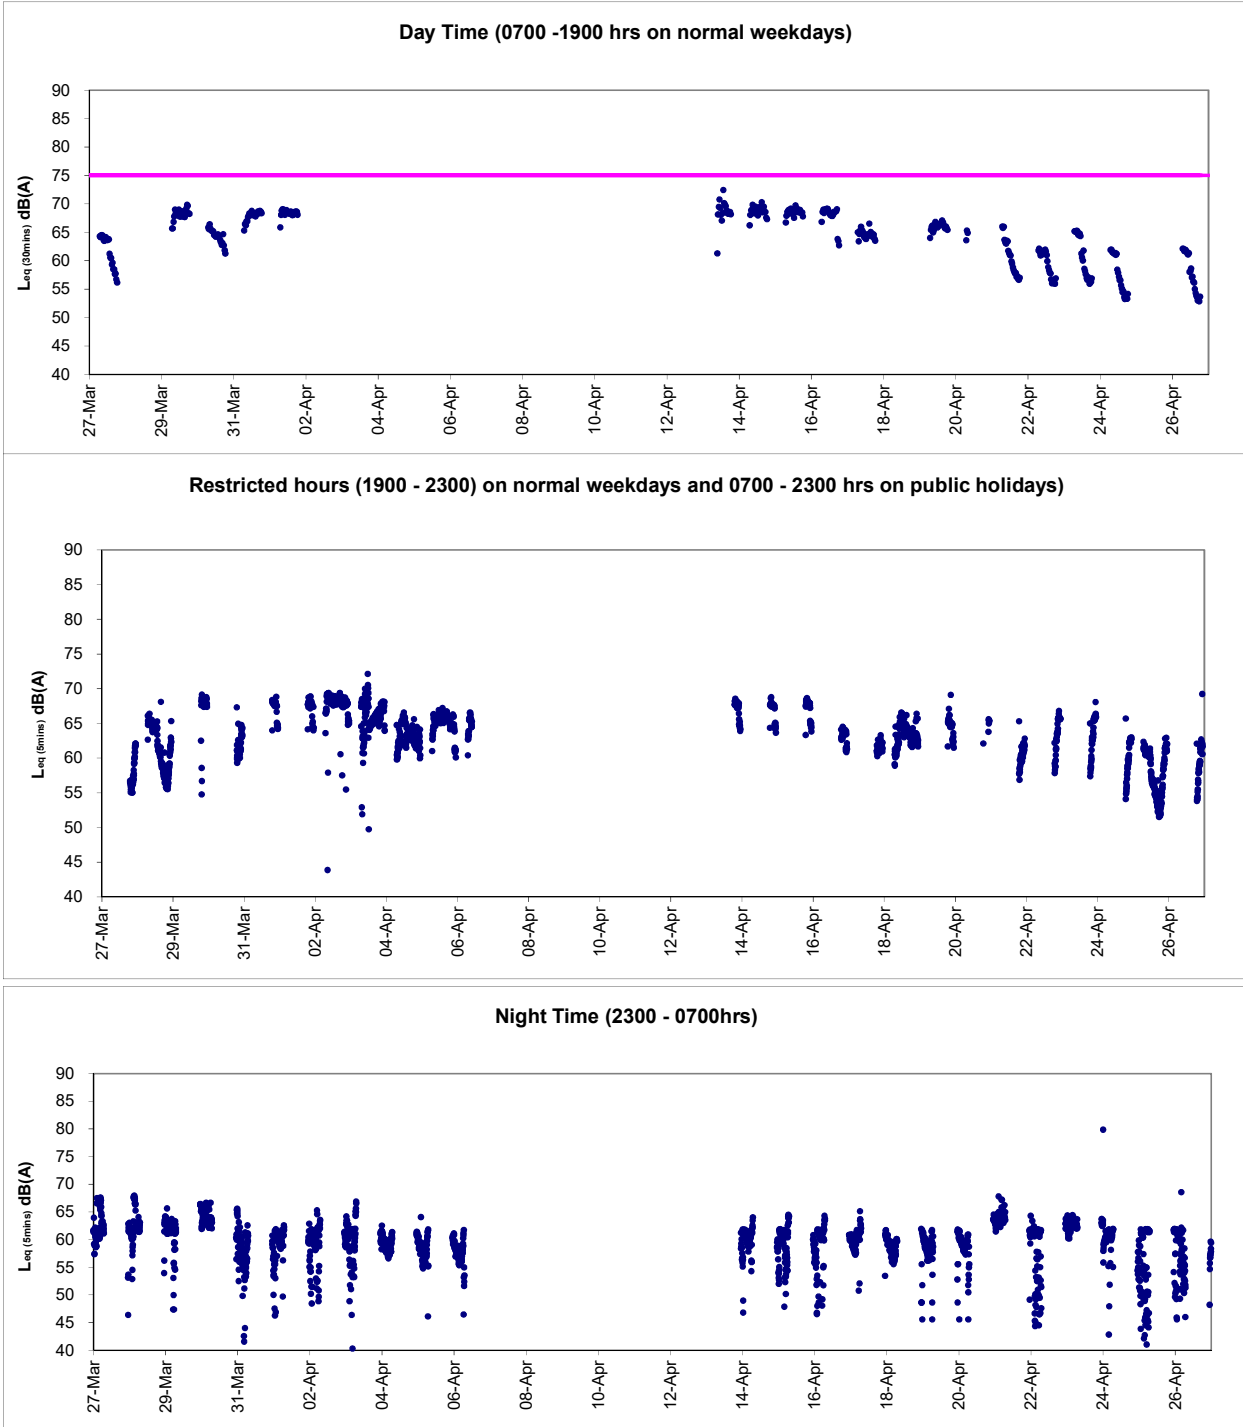 Day Time (0700 -1900 hrs on normal weekdays)
Leq (30mins) dB(A)
90
85
80
75
70
65
60
55
50
45
40
27-Mar
29-Mar
31-Mar
02-Apr
04-Apr
06-Apr
08-Apr
10-Apr
12-Apr
14-Apr
16-Apr
18-Apr
20-Apr
22-Apr
24-Apr
26-Apr
Restricted hours (1900 - 2300) on normal weekdays and 0700 - 2300 hrs on public holidays)
Leq (5mins) dB(A)
90
85
80
75
70
65
60
55
50
45
40
27-Mar
29-Mar
31-Mar
02-Apr
04-Apr
06-Apr
08-Apr
10-Apr
12-Apr
14-Apr
16-Apr
18-Apr
20-Apr
22-Apr
24-Apr
26-Apr
Night Time (2300 - 0700hrs)
Leq (5mins) dB(A)
90
85
80
75
70
65
60
55
50
45
40
27-Mar
29-Mar
31-Mar
02-Apr
04-Apr
06-Apr
08-Apr
10-Apr
12-Apr
14-Apr
16-Apr
18-Apr
20-Apr
22-Apr
24-Apr
26-Apr